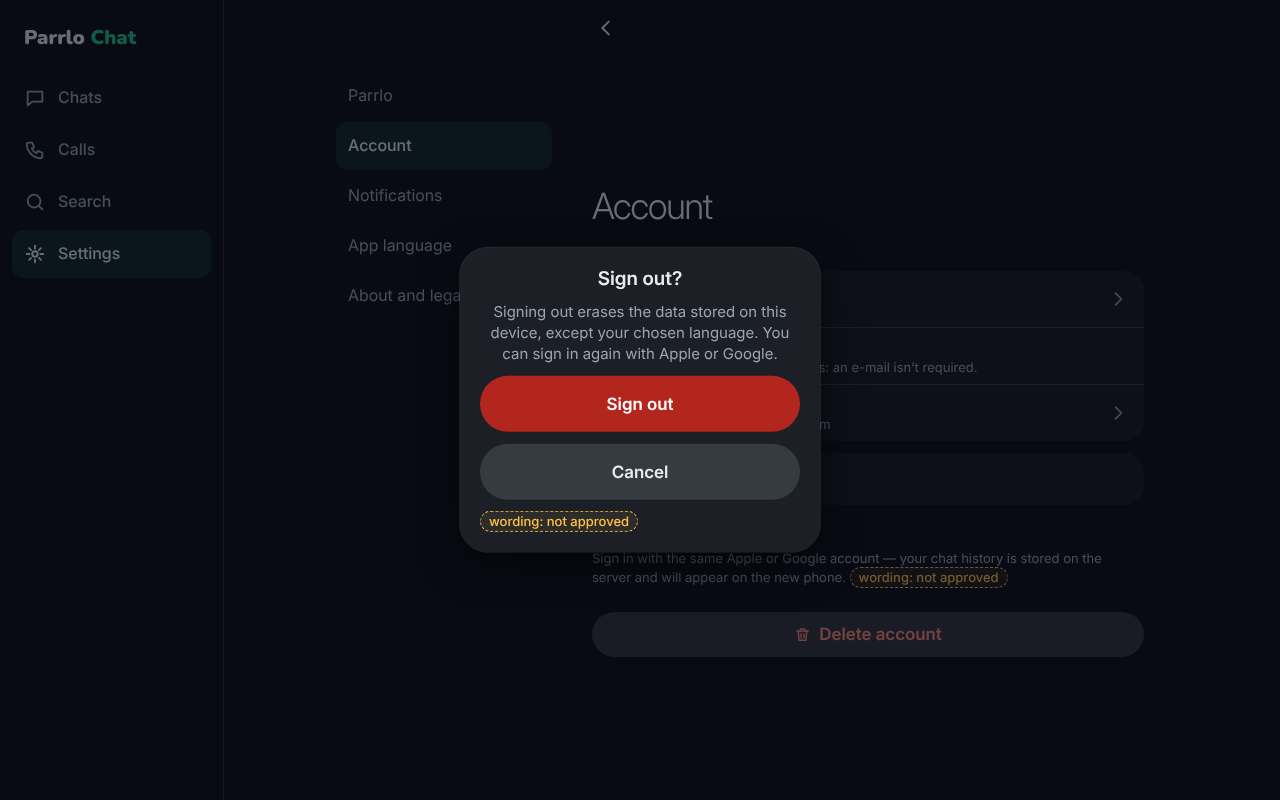 Parrlo Chat
Chats
Calls
Search
Settings
Parrlo
Account
Notifications
App language
About and lega
Account
s: an e-mail isn't required.
m
Sign out?
Signing out erases the data stored on this
device, except your chosen language. You
can sign in again with Apple or Google.
Sign out
Cancel
wording: not approved
Sign in with the same Apple or Google account — your chat history is stored on the
server and will appear on the new phone. wording: not approved
Delete account